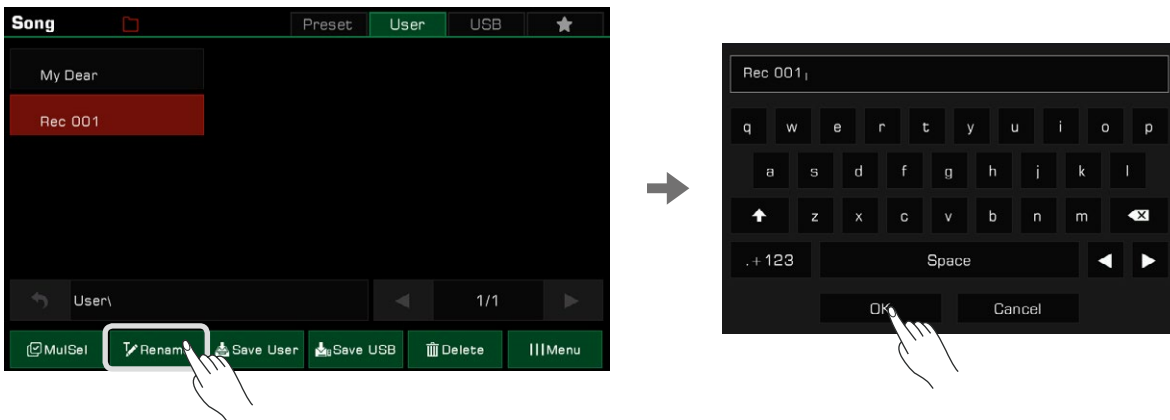 Song Preset User USB
My Dear
Rec 001
User\ 1/1
MulSel Renam Save User Save USB Delete Menu
Rec 001
q w e r t y u i o p
a s d f g h j k l
z x c v b n m
.+123 Space
OK Cancel